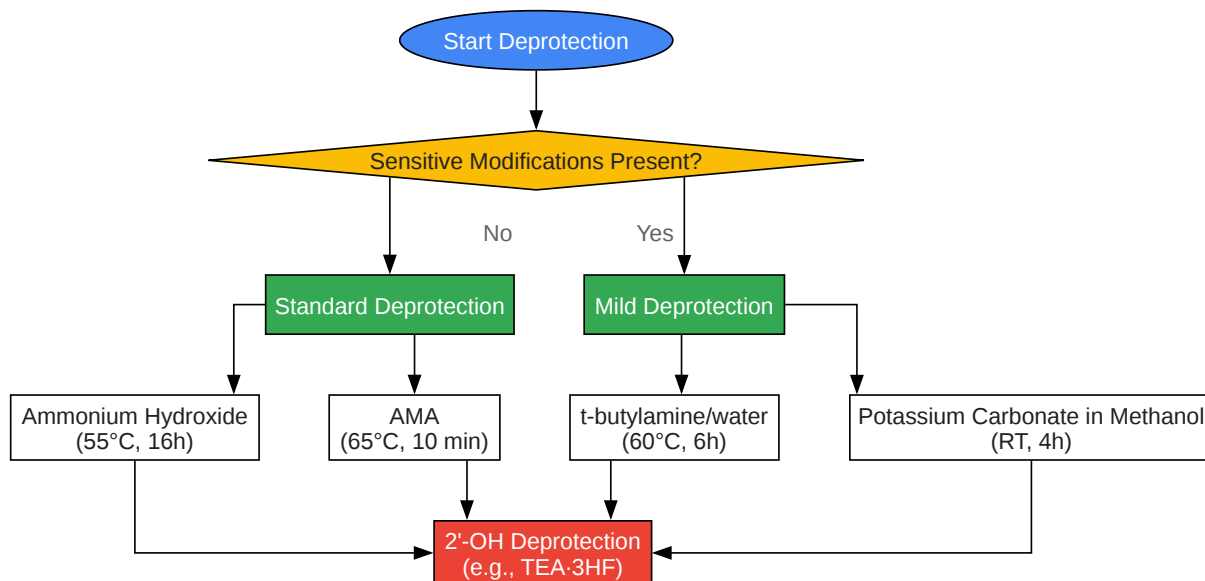 Start Deprotection
Sensitive Modifications Present?
No
Yes
Standard Deprotection
Mild Deprotection
Ammonium Hydroxide
(55°C, 16h)
AMA
(65°C, 10 min)
t-butylamine/water
(60°C, 6h)
Potassium Carbonate in Methanol
(RT, 4h)
2'-OH Deprotection
(e.g., TEA·3HF)